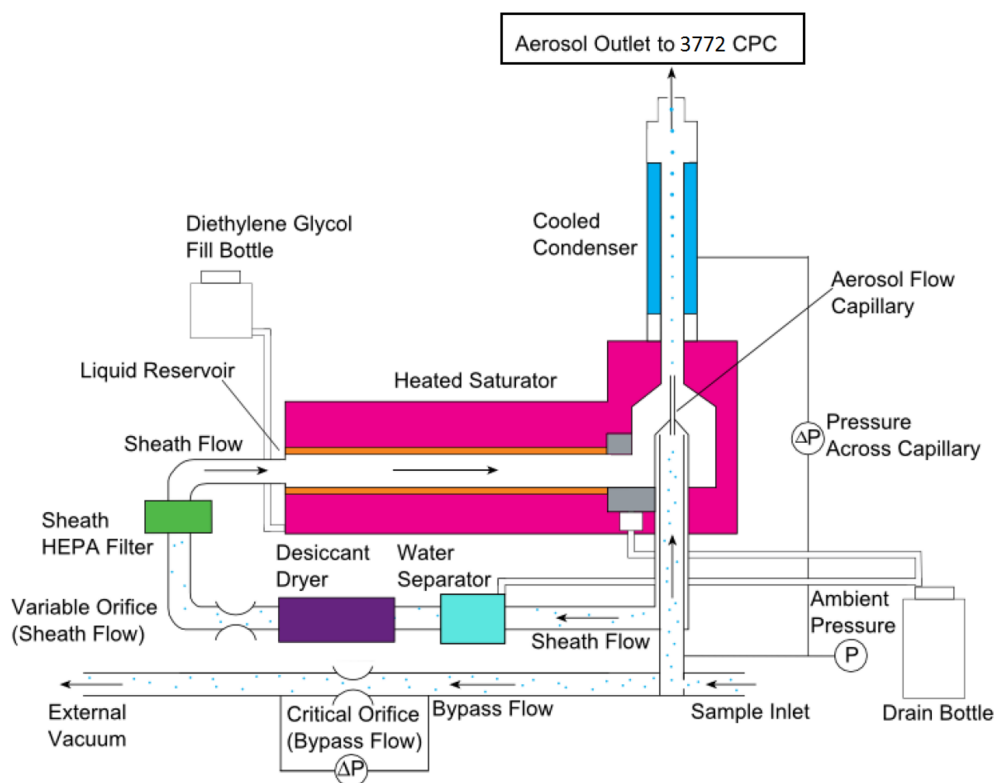 Aerosol Outlet to 3772 CPC
Diethylene Glycol
Fill Bottle
Cooled
Condenser
Aerosol Flow
Capillary
Liquid Reservoir
Heated Saturator
Sheath Flow
ΔP
Pressure
Across Capillary
Sheath
HEPA Filter
Desiccant
Dryer
Water
Separator
Variable Orifice
(Sheath Flow)
Sheath Flow
Ambient
Pressure
P
External
Vacuum
Critical Orifice
(Bypass Flow)
Bypass Flow
Sample Inlet
Drain Bottle
ΔP